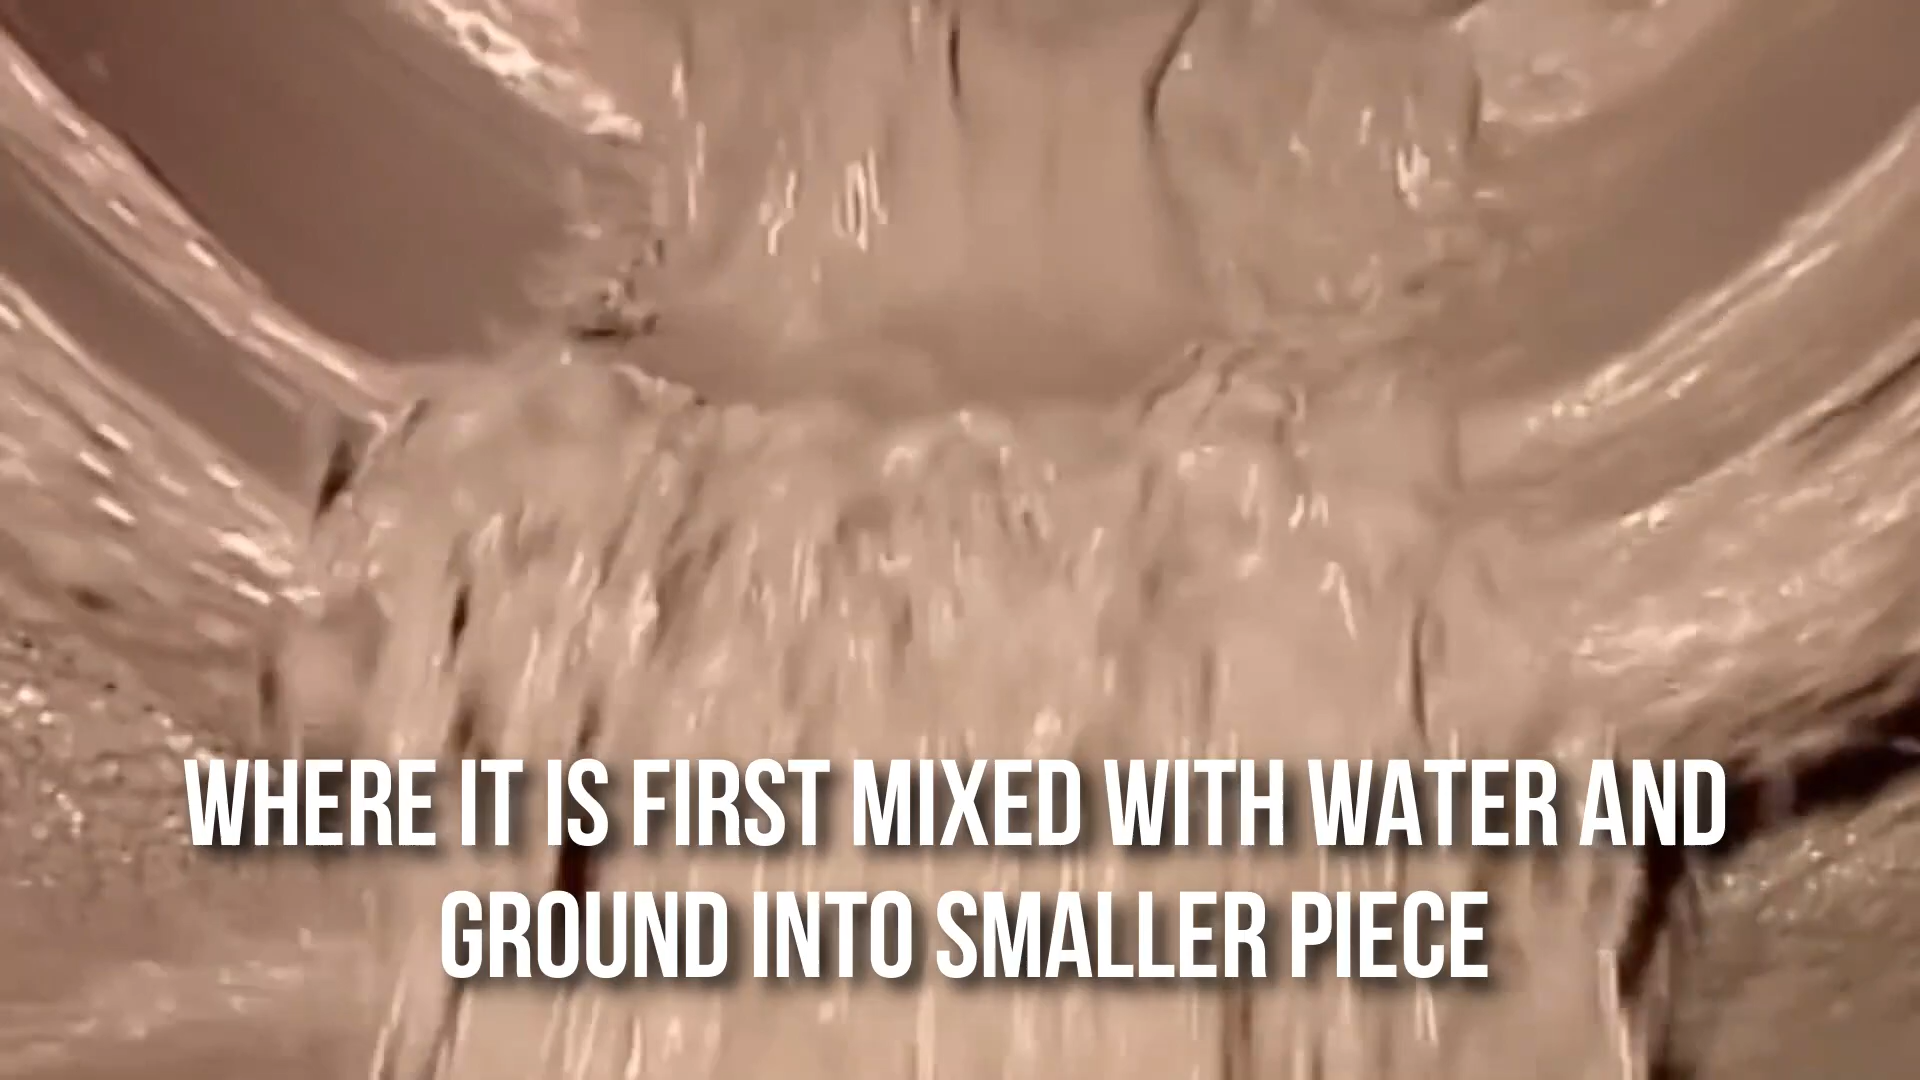 WHERE IT IS FIRST MIXED WITH WATER AND
GROUND INTO SMALLER PIECE